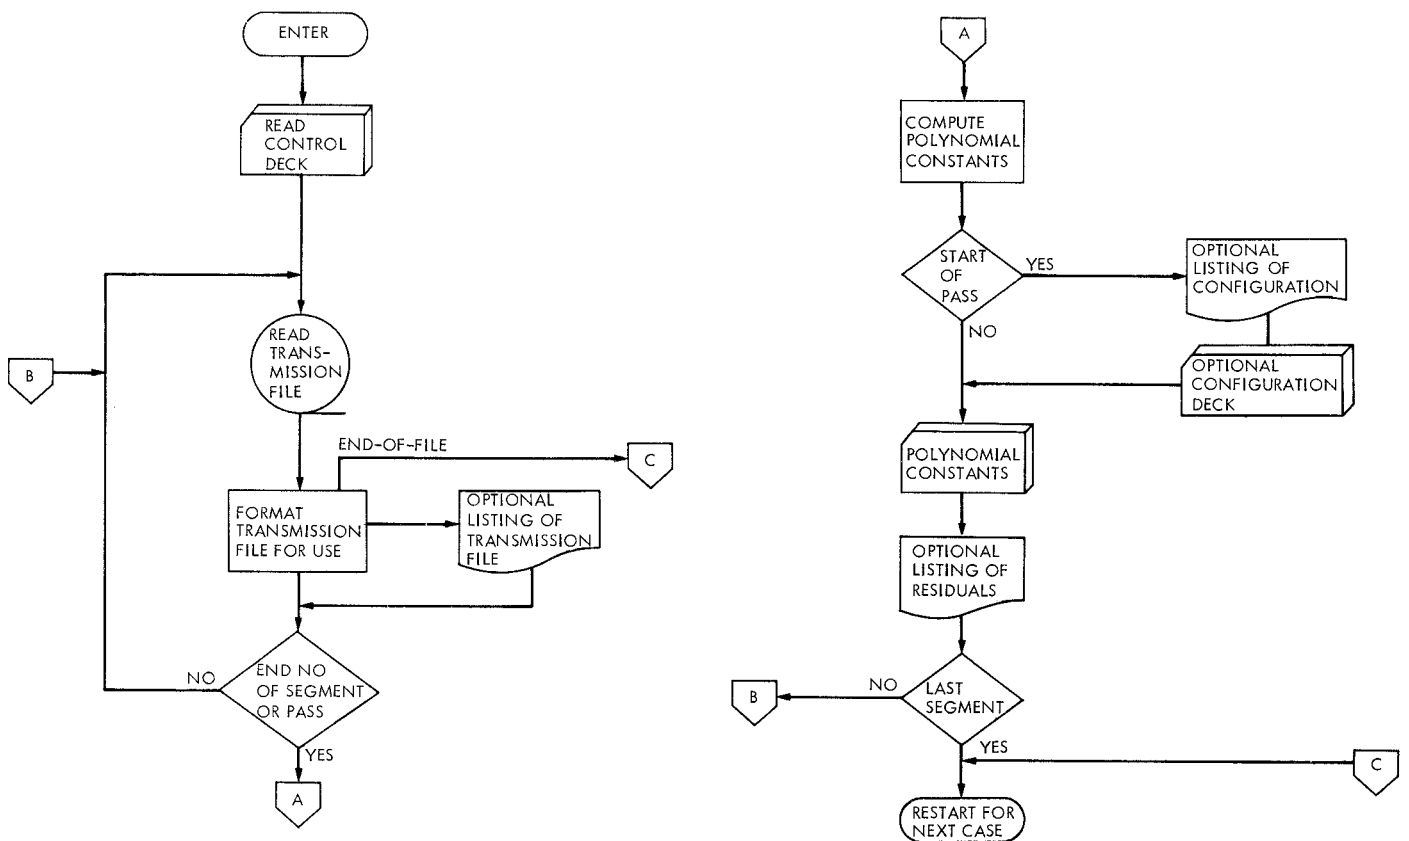 ENTER
READ
CONTROL
DECK
READ
TRANS-
MISSION
FILE
B
END-OF-FILE
C
FORMAT
TRANSMISSION
FILE FOR USE
OPTIONAL
LISTING OF
TRANSMISSION
FILE
END NO
OF SEGMENT
OR PASS
NO
YES
A
A
COMPUTE
POLYNOMIAL
CONSTANTS
START
OF
PASS
YES
NO
OPTIONAL
LISTING OF
CONFIGURATION
OPTIONAL
CONFIGURATION
DECK
POLYNOMIAL
CONSTANTS
OPTIONAL
LISTING OF
RESIDUALS
LAST
SEGMENT
NO
B
YES
C
RESTART FOR
NEXT CASE